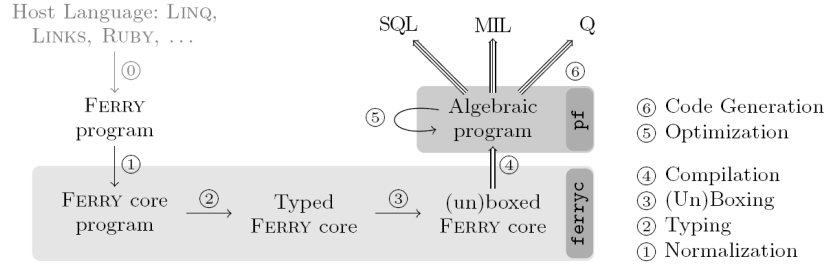 Host Language: LINQ,
LINKS, RUBY, ...
⓪
FERRY
program
①
FERRY core
program
②
Typed
FERRY core
③
(un)boxed
FERRY core
ferryc
④
Algebraic
program
pf
⑤
⑥
SQL
MIL
Q
⑥ Code Generation
⑤ Optimization
④ Compilation
③ (Un)Boxing
② Typing
① Normalization